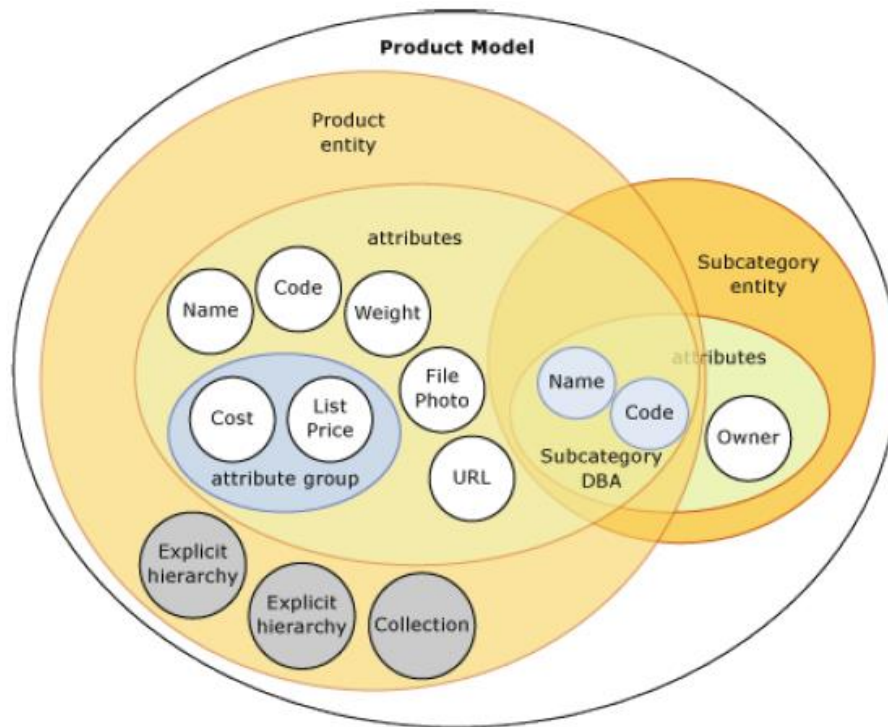 Product Model
Product
entity
attributes
Subcategory
entity
Name
Code
Weight
File
Photo
Cost
List
Price
attribute group
URL
Name
Code
Subcategory
DBA
attributes
Owner
Explicit
hierarchy
Explicit
hierarchy
Collection